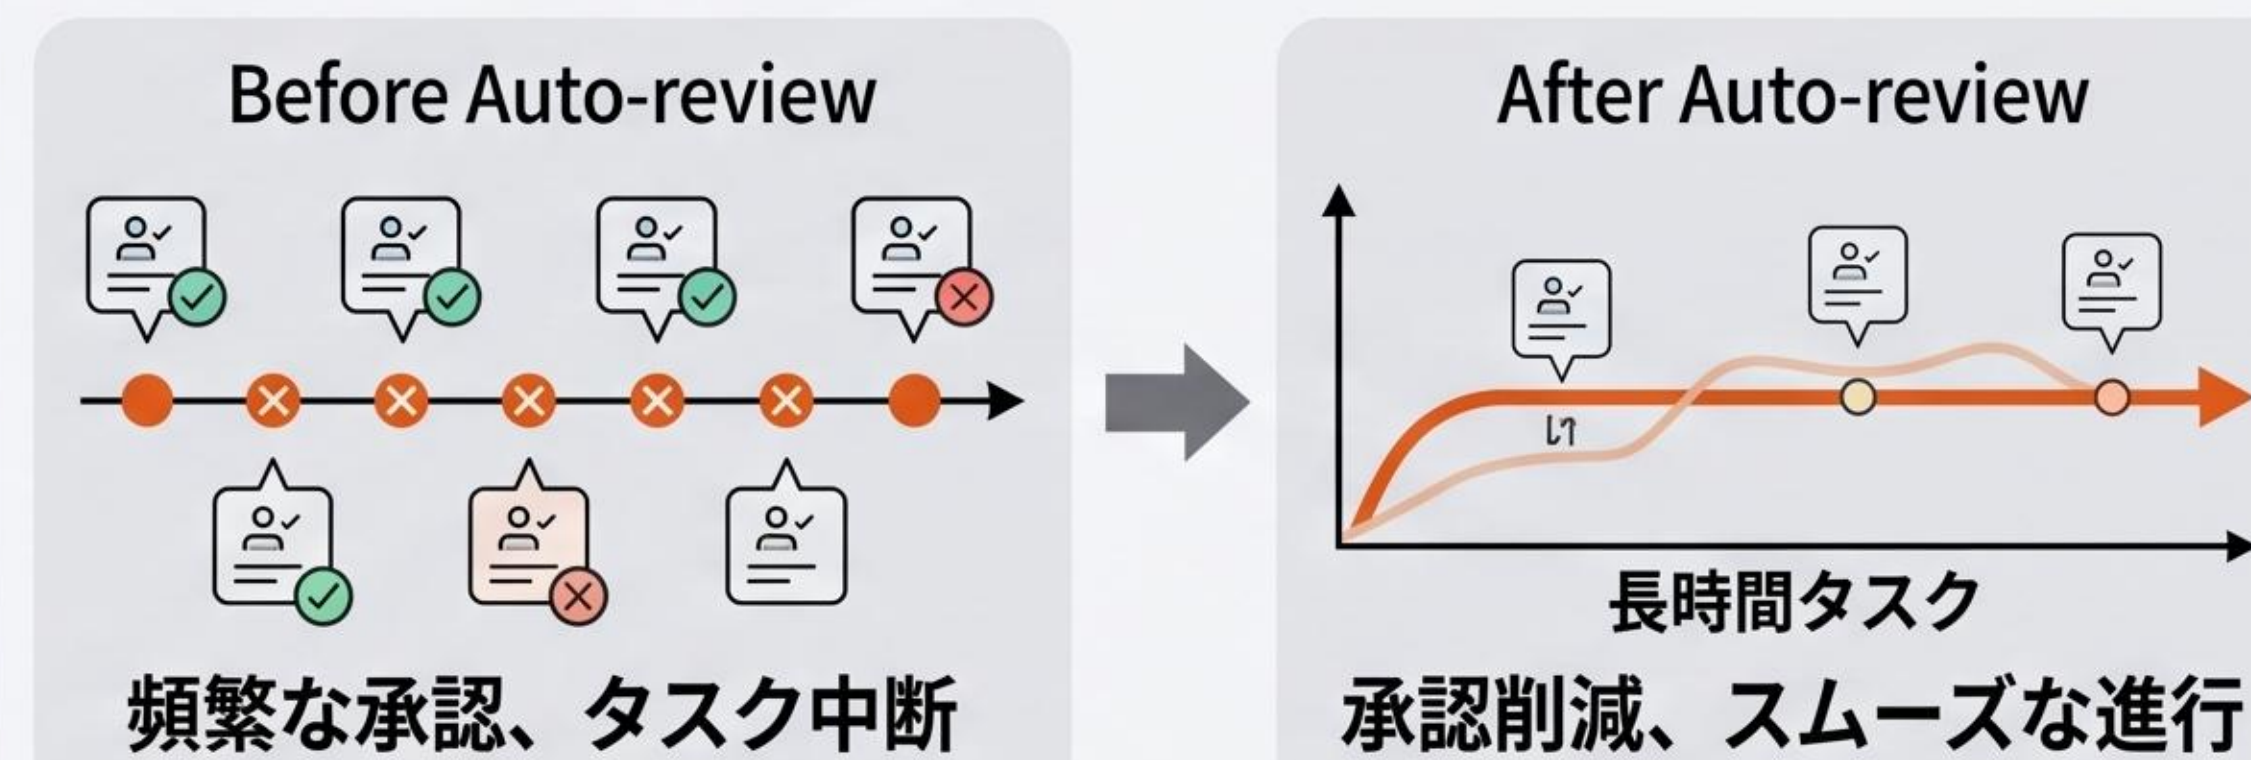 Before Auto-review
頻繁な承認、タスク中断
After Auto-review
長時間タスク
承認削減、スムーズな進行